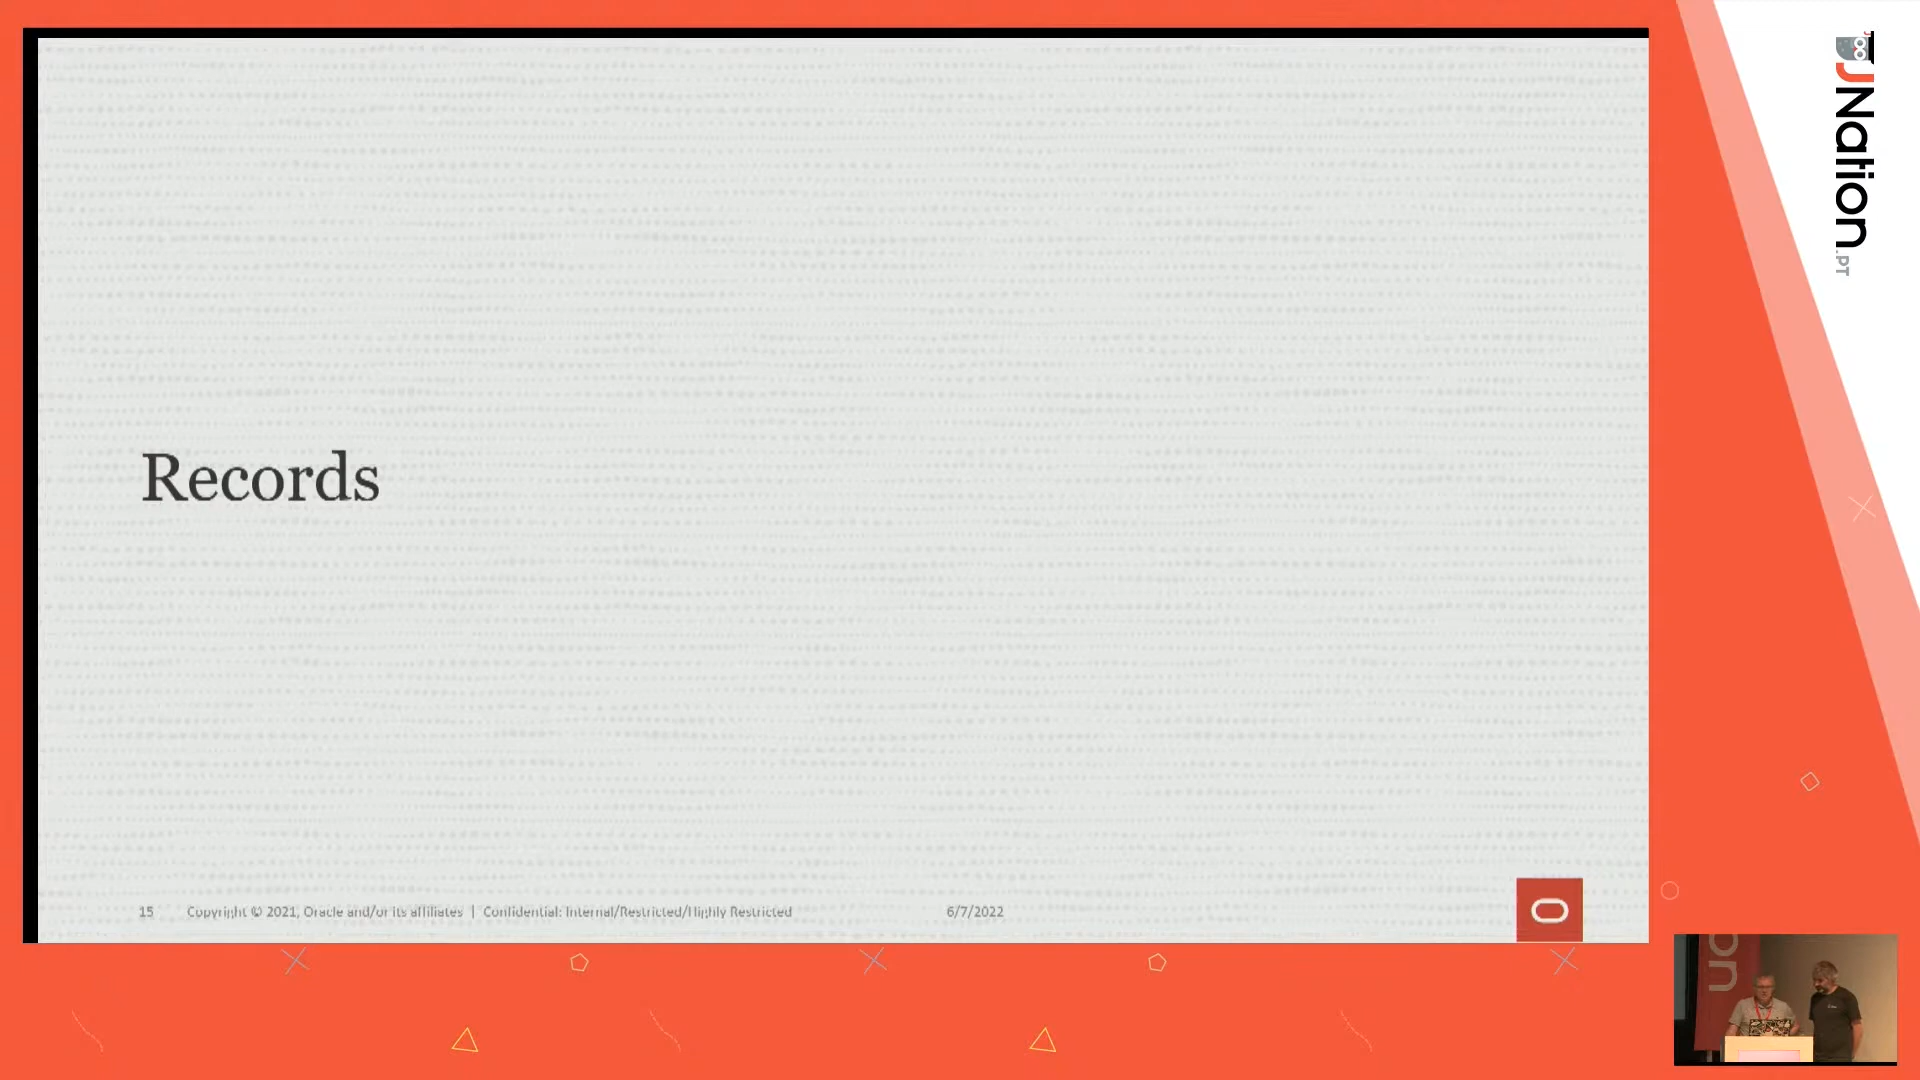 JNation
.PT
Records
15 Copyright © 2021, Oracle and/or its affiliates | Confidential: Internal/Restricted/Highly Restricted 6/7/2022
on